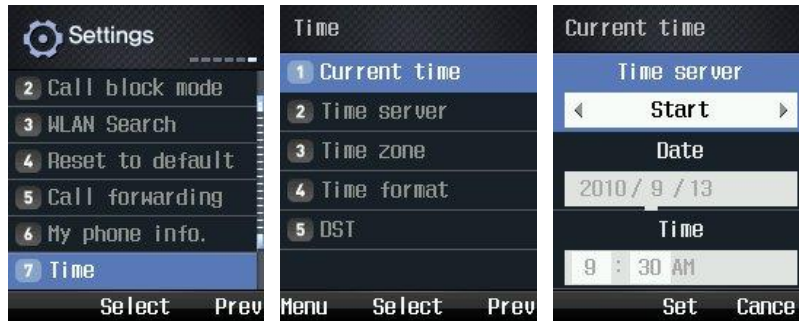 Settings
2 Call block mode
3 WLAN Search
4 Reset to default
5 Call forwarding
6 My phone info.
7 Time
Select Prev
Time
1 Current time
2 Time server
3 Time zone
4 Time format
5 DST
Menu Select Prev
Current time
Time server
Start
Date
2010 / 9 / 13
Time
9 : 30 AM
Set Cance